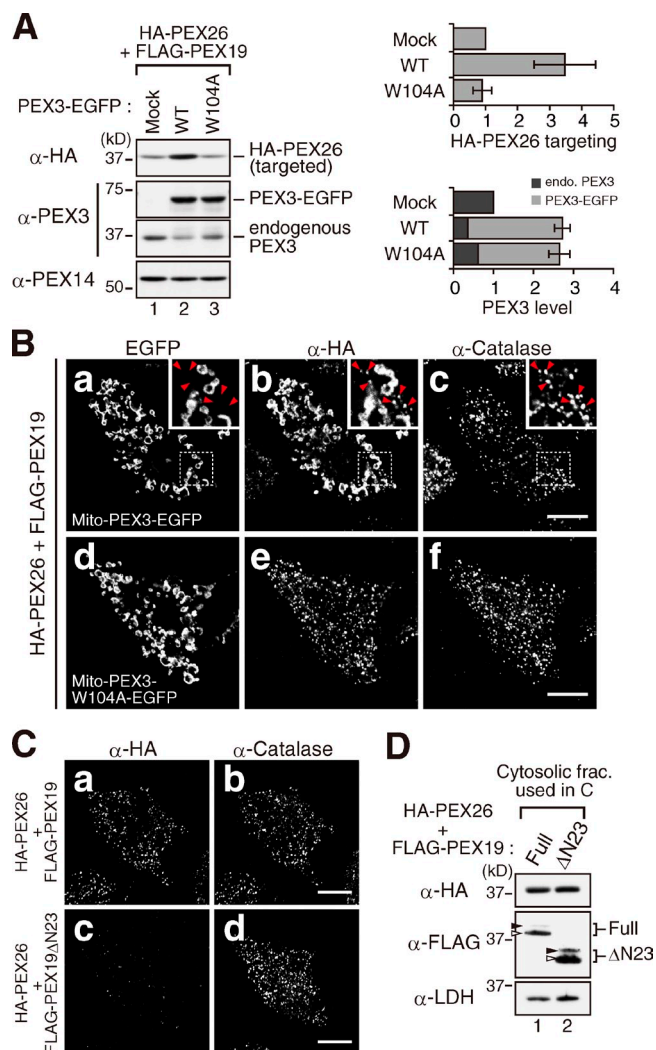 A
HA-PEX26
+ FLAG-PEX19
PEX3-EGFP :
Mock
WT
W104A
(kD)
α-HA
37
HA-PEX26
(targeted)
α-PEX3
75
PEX3-EGFP
37
endogenous
PEX3
α-PEX14
50
1 2 3
Mock
WT
W104A
0 1 2 3 4 5
HA-PEX26 targeting
endo. PEX3
PEX3-EGFP
Mock
WT
W104A
0 1 2 3 4
PEX3 level
B
HA-PEX26 + FLAG-PEX19
EGFP α-HA α-Catalase
a b c
Mito-PEX3-EGFP
d e f
Mito-PEX3-
W104A-EGFP
C
α-HA α-Catalase
HA-PEX26
+
FLAG-PEX19
a b
HA-PEX26
+
FLAG-PEX19ΔN23
c d
D
Cytosolic frac.
used in C
HA-PEX26
+
FLAG-PEX19 :
Full
ΔN23
(kD)
α-HA
37
α-FLAG
37
Full
ΔN23
α-LDH
37
1 2